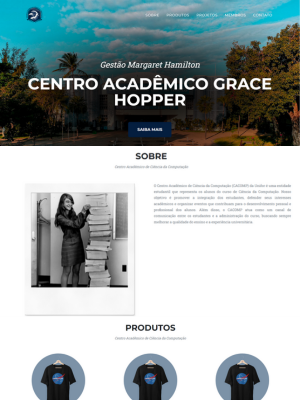 SOBRE PRODUTOS PROJETOS MEMBROS CONTATO
Gestão Margaret Hamilton
CENTRO ACADÊMICO GRACE
HOPPER
SAIBA MAIS
SOBRE
Centro Acadêmico de Ciência da Computação
O Centro Acadêmico de Ciência da Computação (CACOMP) da
é uma entidade
estudantil que representa os alunos do curso de Ciência da Computação. Nosso
objetivo é promover a integração dos estudantes, defender seus interesses
acadêmicos e organizar eventos que contribuam para o desenvolvimento pessoal e
profissional dos alunos. Além disso, o
atua como um canal de
comunicação entre os estudantes e a administração do curso, buscando sempre
melhorar a qualidade do ensino e a experiência universitária.
PRODUTOS
Centro Acadêmico de Ciência da Computação